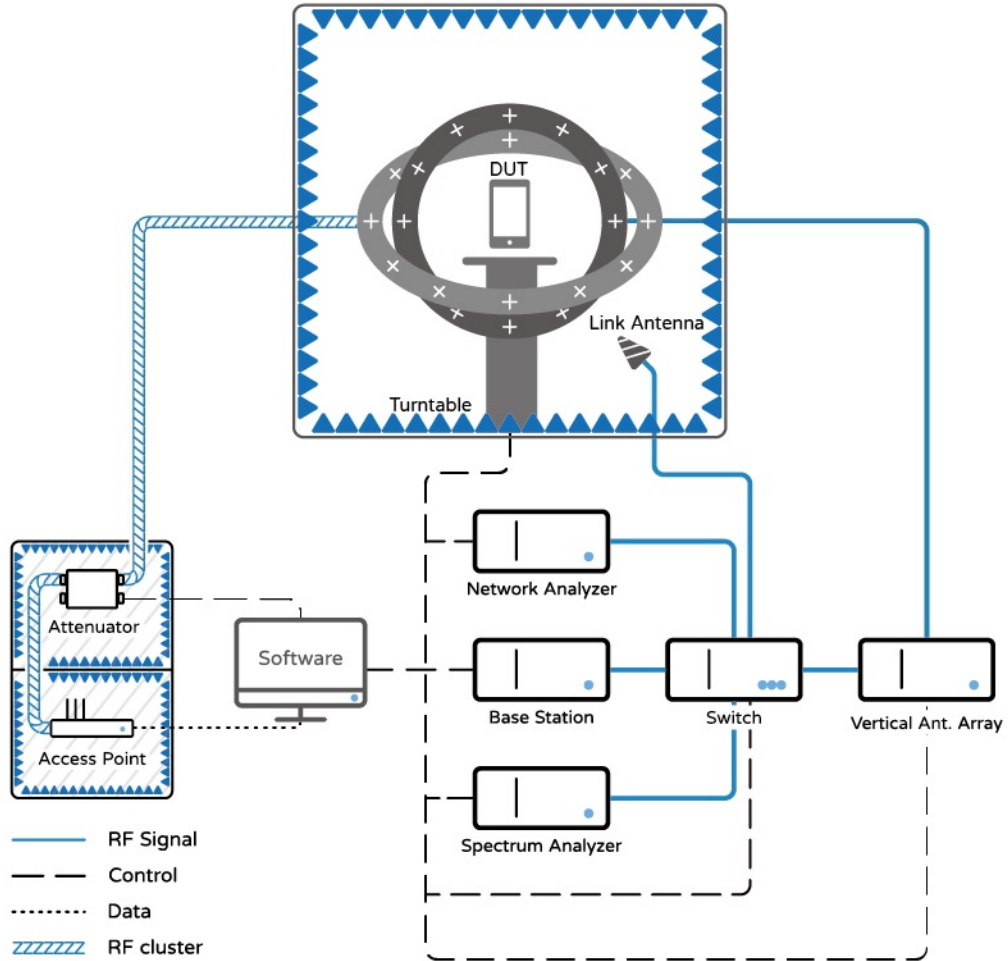 DUT
Link Antenna
Turntable
Network Analyzer
Attenuator
Software
Base Station
Switch
Vertical Ant. Array
Access Point
Spectrum Analyzer
RF Signal
Control
Data
RF cluster